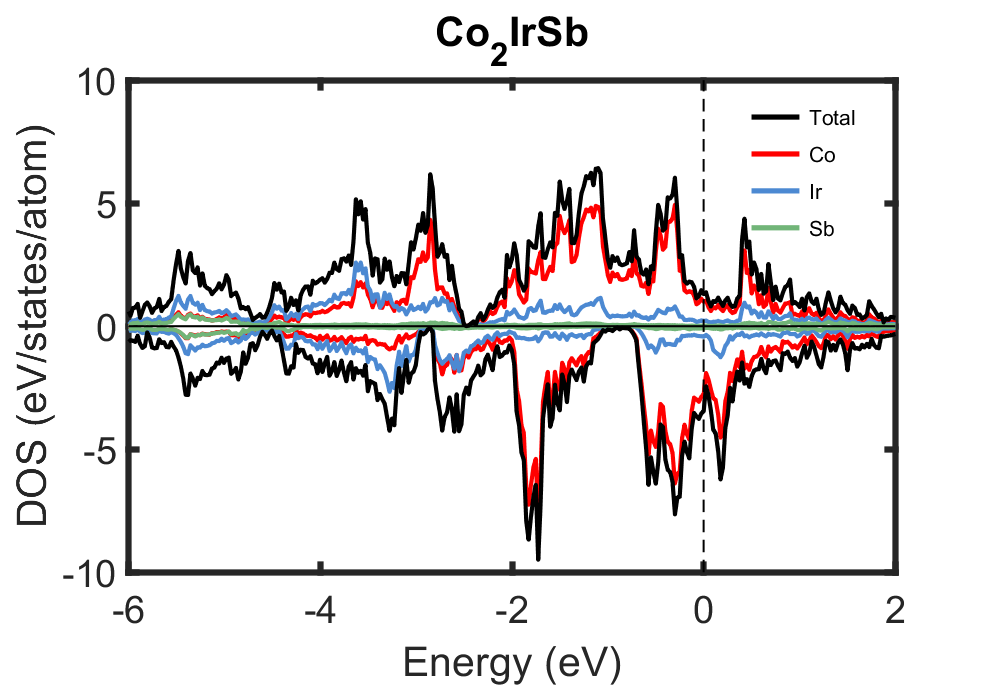 Co₂IrSb
10
5
0
-5
-10
DOS (eV/states/atom)
Total
Co
Ir
Sb
-6 -4 -2 0 2
Energy (eV)